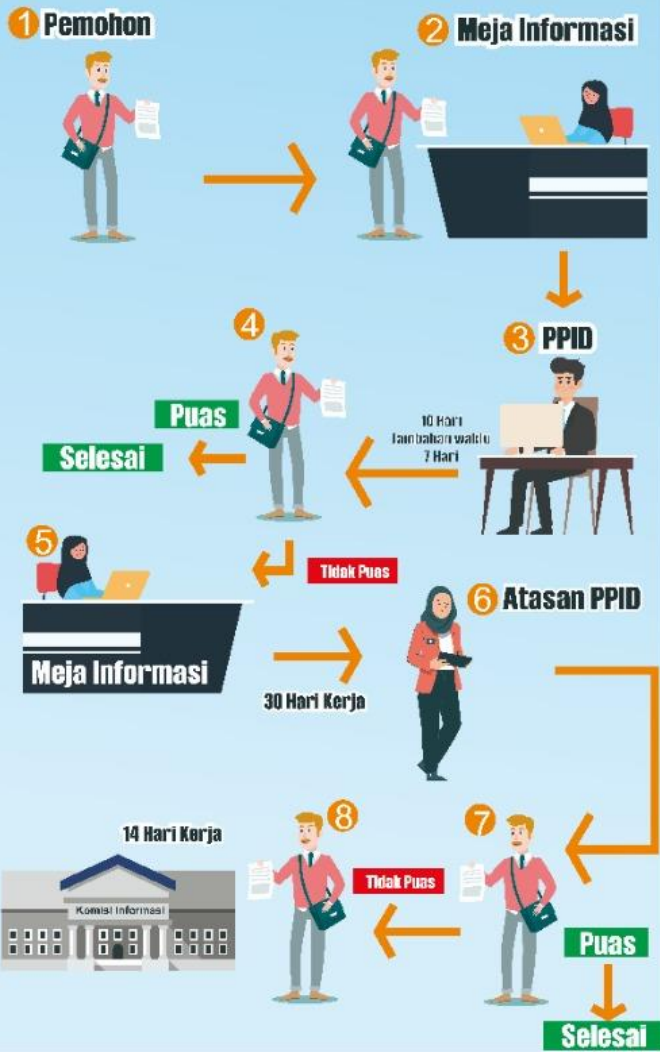 1 Pemohon
2 Meja Informasi
3 PPID
4
10 Hari
Tambahan waktu
7 Hari
Puas
Selesai
5
Tidak Puas
Meja Informasi
30 Hari Kerja
6 Atasan PPID
7
8
14 Hari Kerja
Komisi Informasi
Tidak Puas
Puas
Selesai